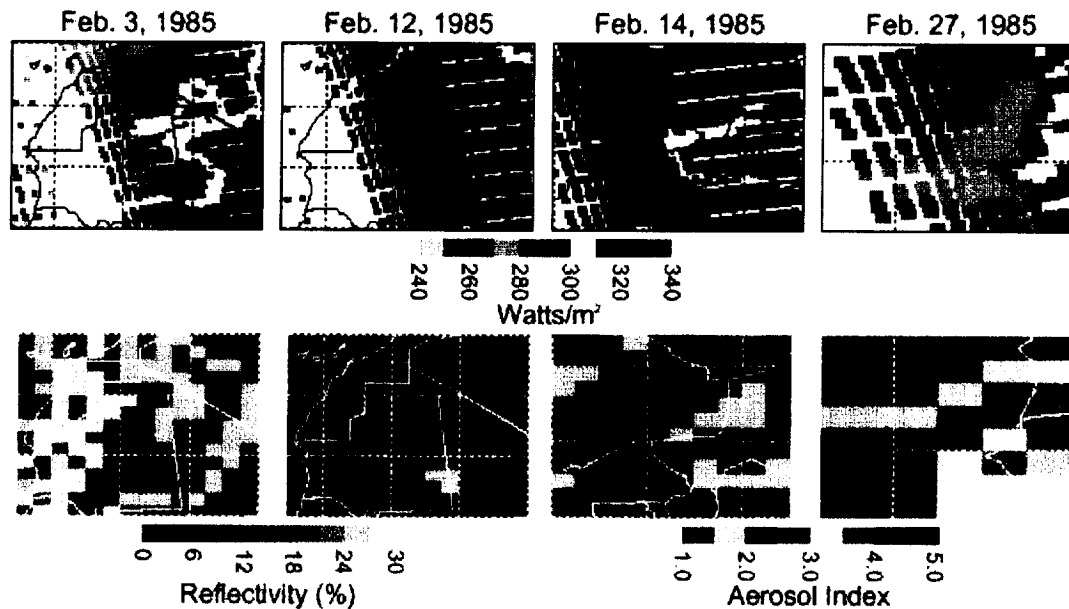 Feb. 3, 1985 Feb. 12, 1985 Feb. 14, 1985 Feb. 27, 1985
240 260 280 300 320 340
Watts/m²
0 6 12 18 24 30
Reflectivity (%)
1.0 2.0 3.0 4.0 5.0
Aerosol Index